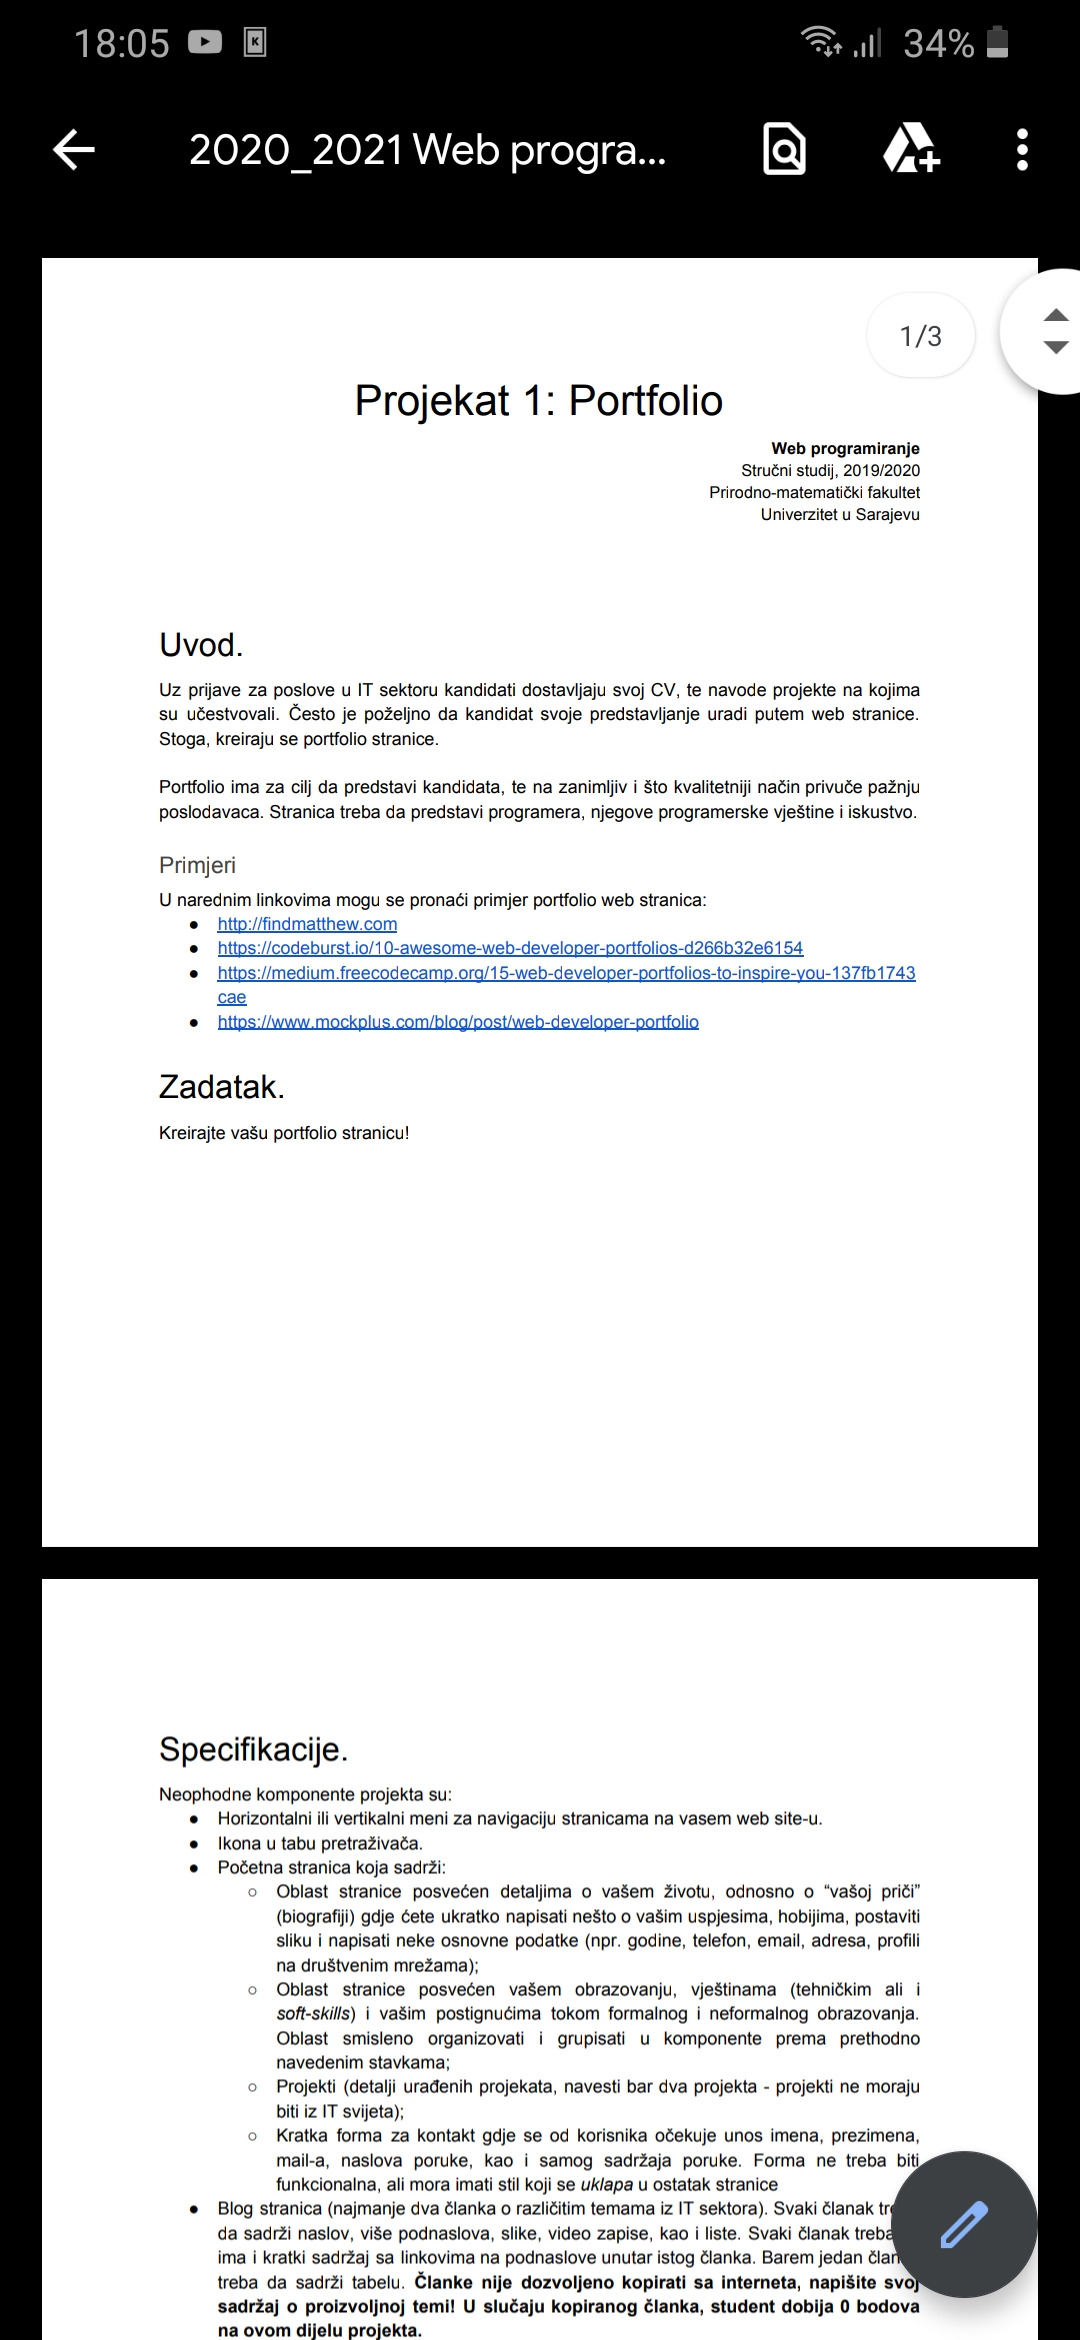 18:05
34%
2020_2021 Web progra...
1/3
Projekat 1: Portfolio
Web programiranje
Stručni studij, 2019/2020
Prirodno-matematički fakultet
Univerzitet u Sarajevu
Uvod.
Uz prijave za poslove u IT sektoru kandidati dostavljaju svoj CV, te navode projekte na kojima
su učestvovali. Često je poželjno da kandidat svoje predstavljanje uradi putem web stranice.
Stoga, kreiraju se portfolio stranice.
Portfolio ima za cilj da predstavi kandidata, te na zanimljiv i što kvalitetniji način privuče pažnju
poslodavaca. Stranica treba da predstavi programera, njegove programerske vještine i iskustvo.
Primjeri
U narednim linkovima mogu se pronaći primjer portfolio web stranica:
● http://findmatthew.com
● https://codeburst.io/10-awesome-web-developer-portfolios-d266b32e6154
● https://medium.freecodecamp.org/15-web-developer-portfolios-to-inspire-you-137fb1743
cae
● https://www.mockplus.com/blog/post/web-developer-portfolio
Zadatak.
Kreirajte vašu portfolio stranicu!
Specifikacije.
Neophodne komponente projekta su:
● Horizontalni ili vertikalni meni za navigaciju stranicama na vasem web site-u.
● Ikona u tabu pretraživača.
● Početna stranica koja sadrži:
○ Oblast stranice posvećen detaljima o vašem životu, odnosno o “vašoj priči”
(biografiji) gdje ćete ukratko napisati nešto o vašim uspjesima, hobijima, postaviti
sliku i napisati neke osnovne podatke (npr. godine, telefon, email, adresa, profili
na društvenim mrežama);
○ Oblast stranice posvećen vašem obrazovanju, vještinama (tehničkim ali i
soft-skills) i vašim postignućima tokom formalnog i neformalnog obrazovanja.
Oblast smisleno organizovati i grupisati u komponente prema prethodno
navedenim stavkama;
○ Projekti (detalji urađenih projekata, navesti bar dva projekta - projekti ne moraju
biti iz IT svijeta);
○ Kratka forma za kontakt gdje se od korisnika očekuje unos imena, prezimena,
mail-a, naslova poruke, kao i samog sadržaja poruke. Forma ne treba biti
funkcionalna, ali mora imati stil koji se uklapa u ostatak stranice
● Blog stranica (najmanje dva članka o različitim temama iz IT sektora). Svaki članak
da sadrži naslov, više podnaslova, slike, video zapise, kao i liste. Svaki članak treba
ima i kratki sadržaj sa linkovima na podnaslove unutar istog članka. Barem jedan
treba da sadrži tabelu. Članke nije dozvoljeno kopirati sa interneta, napišite svoj
sadržaj o proizvoljnoj temi! U slučaju kopiranog članka, student dobija 0 bodova
na ovom dijelu projekta.